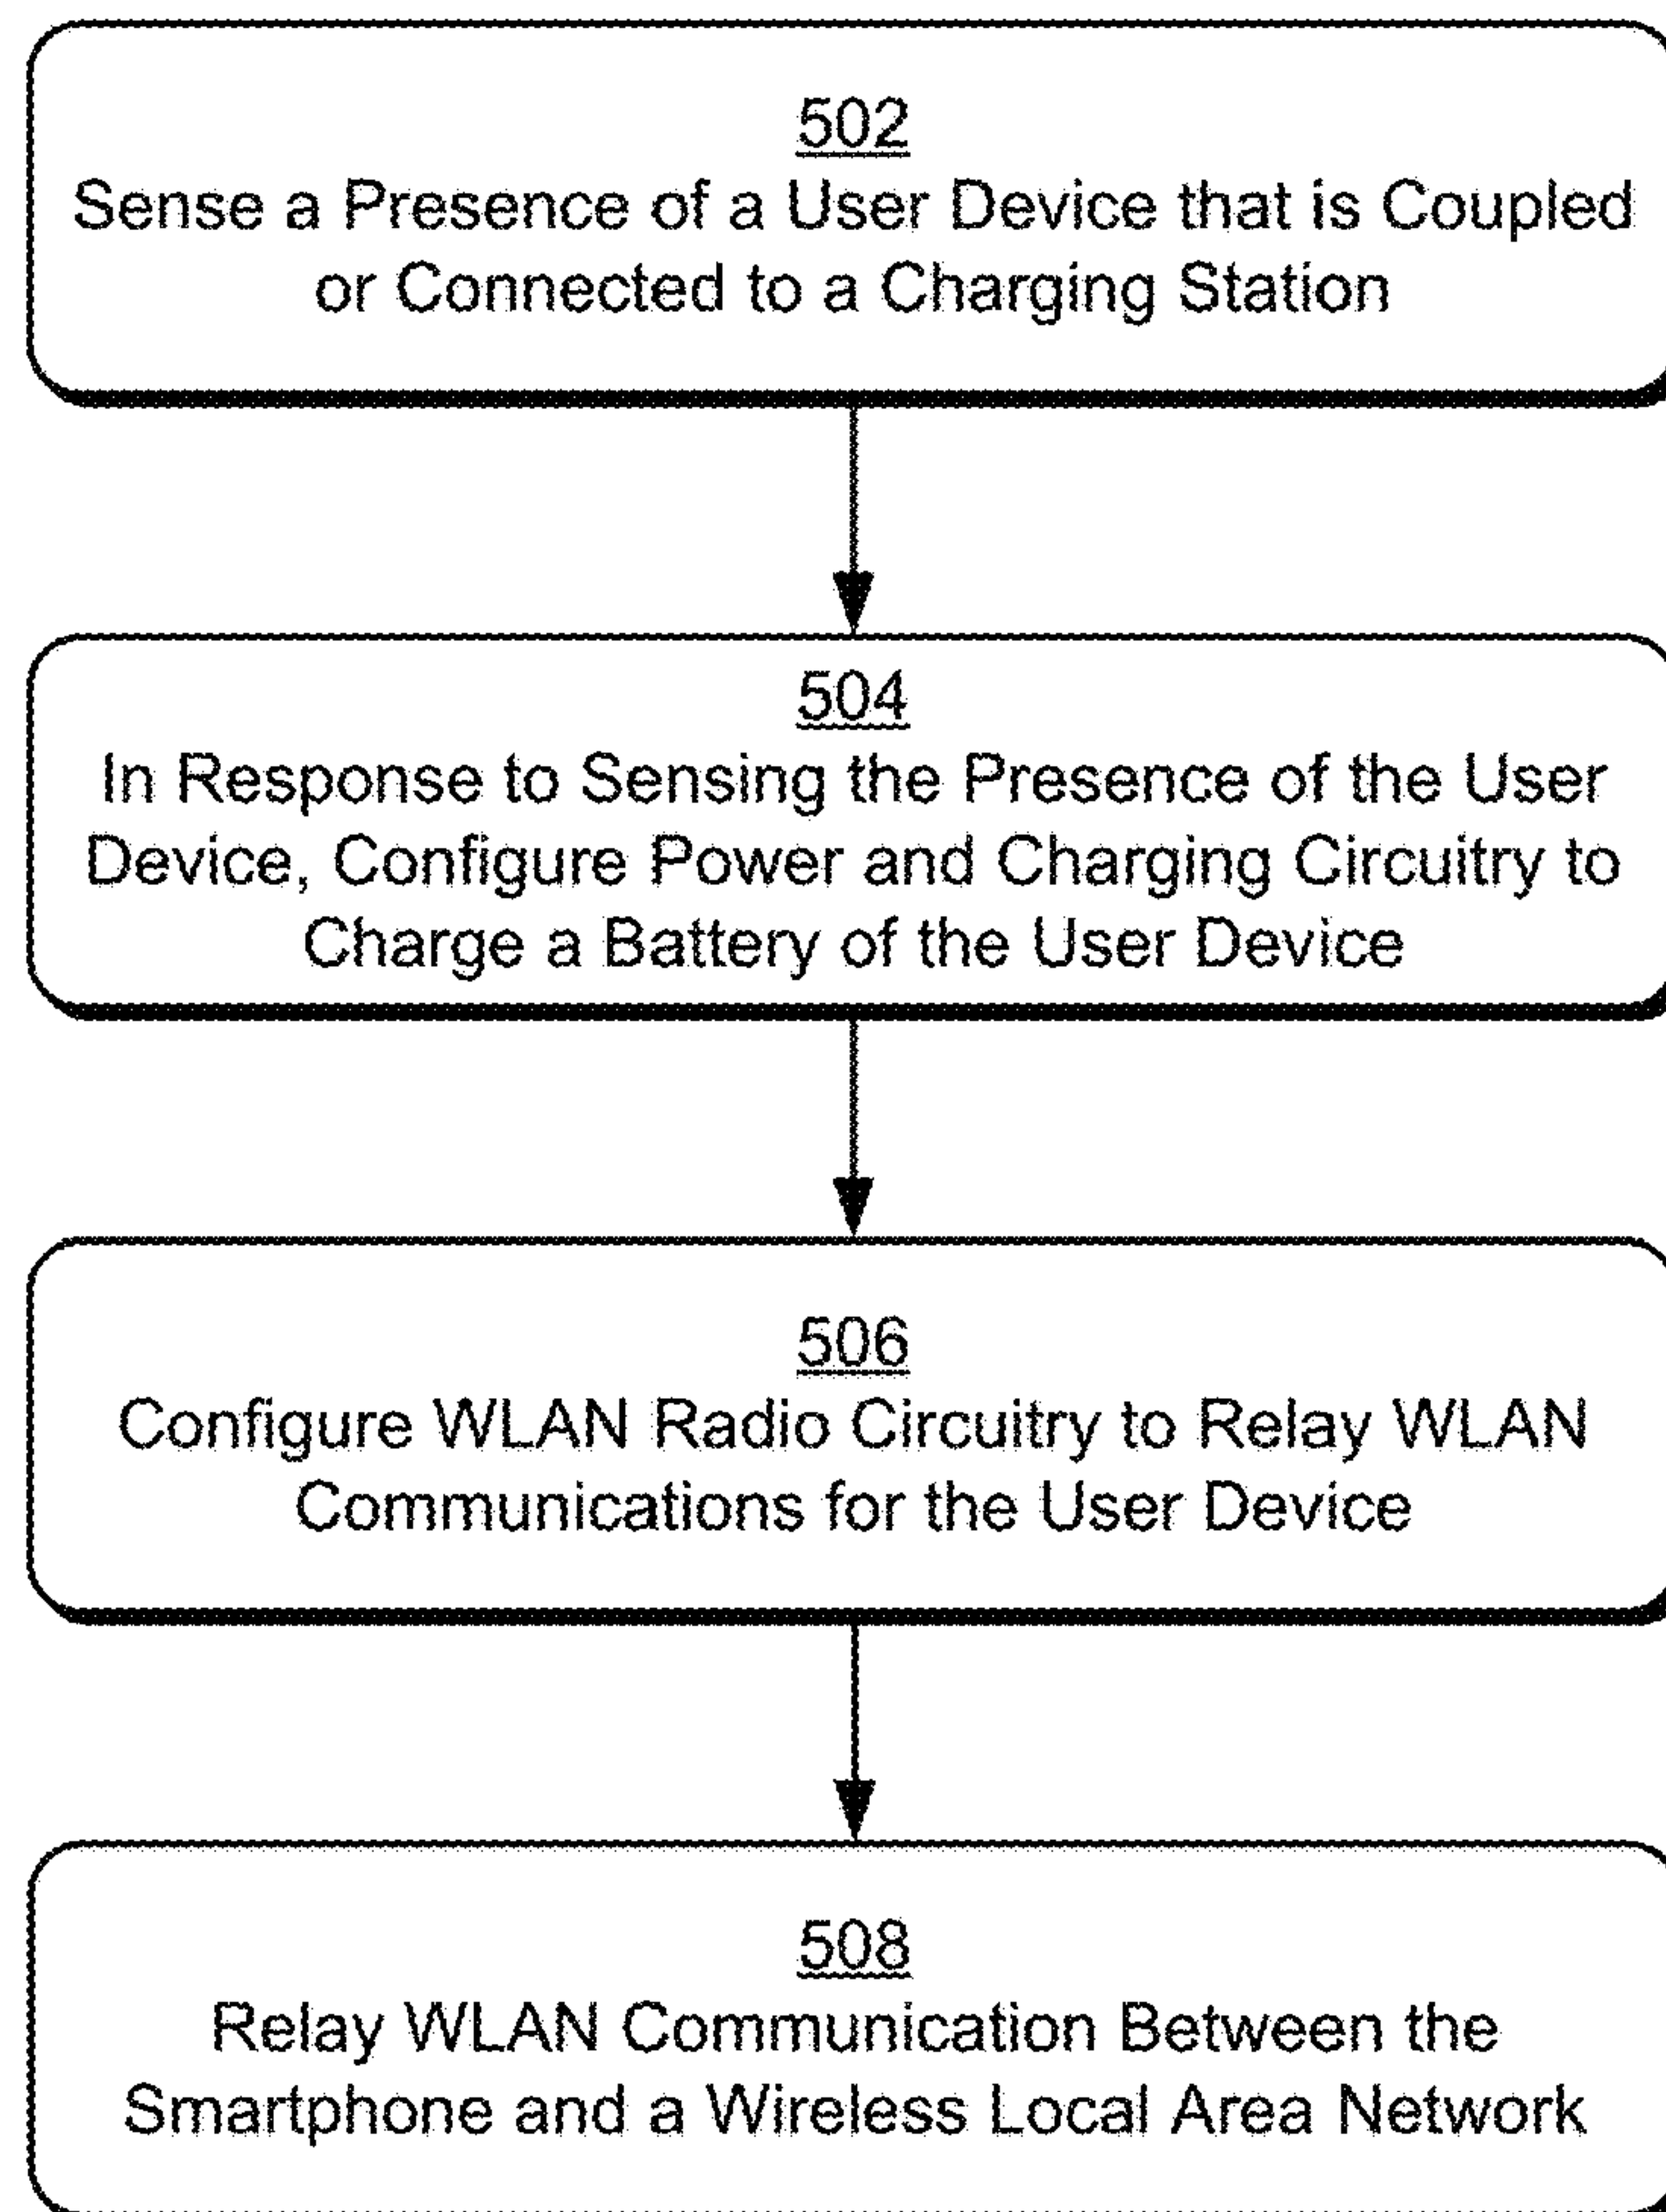 502
Sense a Presence of a User Device that is Coupled
or Connected to a Charging Station
504
In Response to Sensing the Presence of the User
Device, Configure Power and Charging Circuitry to
Charge a Battery of the User Device
506
Configure WLAN Radio Circuitry to Relay WLAN
Communications for the User Device
508
Relay WLAN Communication Between the
Smartphone and a Wireless Local Area Network